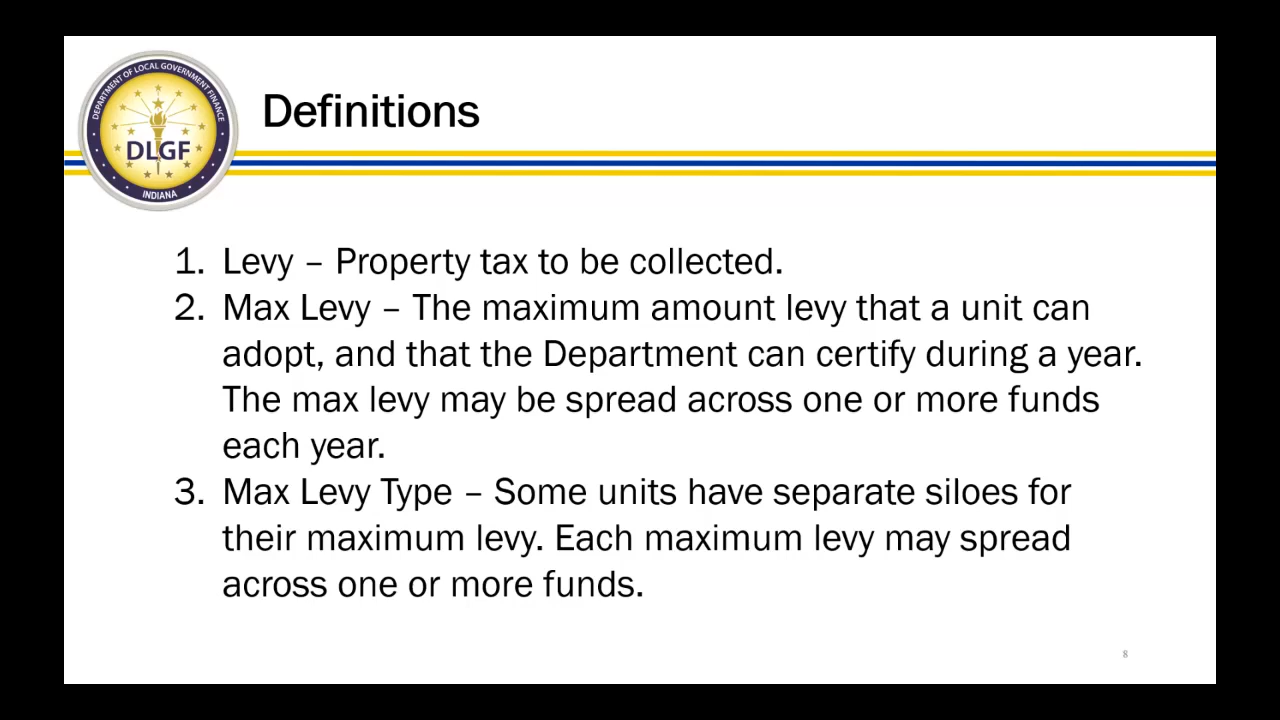 DEPARTMENT OF LOCAL GOVERNMENT FINANCE
DLGF
INDIANA
Definitions
1. Levy – Property tax to be collected.
2. Max Levy – The maximum amount levy that a unit can
adopt, and that the Department can certify during a year.
The max levy may be spread across one or more funds
each year.
3. Max Levy Type – Some units have separate siloes for
their maximum levy. Each maximum levy may spread
across one or more funds.
8